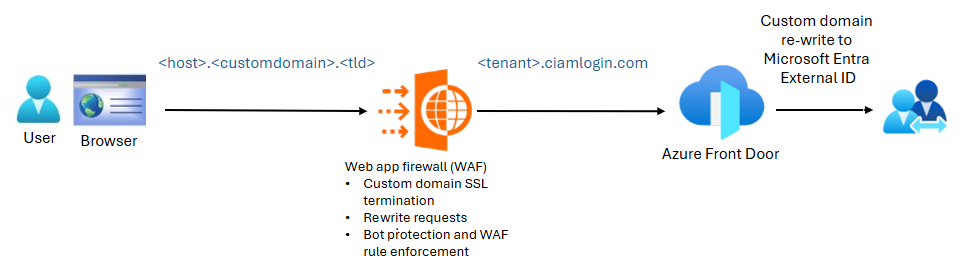 <host>.<customdomain>.<tld>
<tenant>.ciamlogin.com
Custom domain
re-write to
Microsoft Entra
External ID
User
Browser
Azure Front Door
Web app firewall (WAF)
• Custom domain SSL
termination
• Rewrite requests
• Bot protection and WAF
rule enforcement